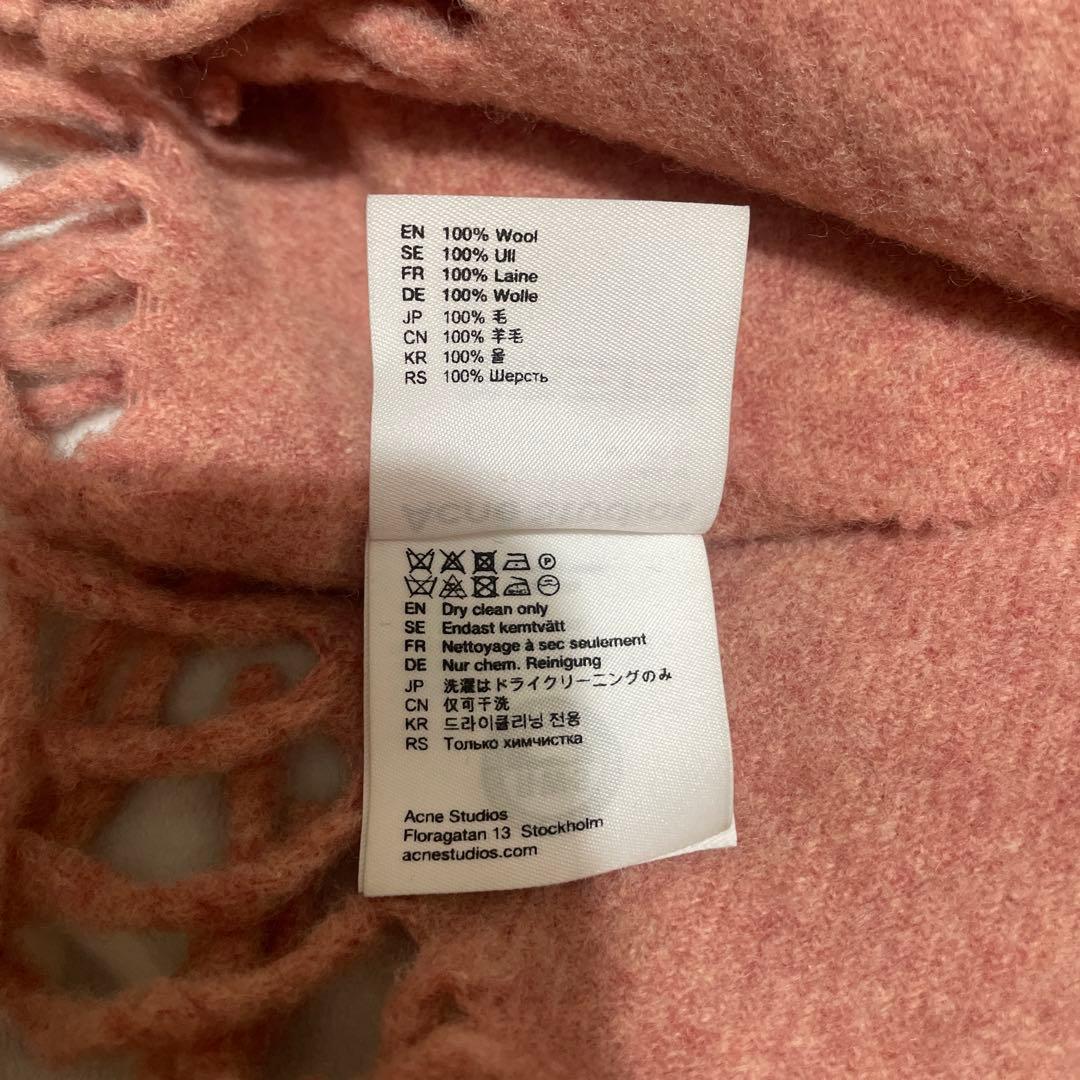 EN 100% Wool
SE 100% Ull
FR 100% Laine
DE 100% Wolle
JP 100% 毛
CN 100% 羊毛
KR 100% 울
RS 100% Шерсть
P
EN Dry clean only
SE Endast kemtvätt
FR Nettoyage à sec seulement
DE Nur chem. Reinigung
JP 洗濯はドライクリーニングのみ
CN 仅可干洗
KR 드라이클리닝 전용
RS Только химчистка
Acne Studios
Floragatan 13 Stockholm
acnestudios.com